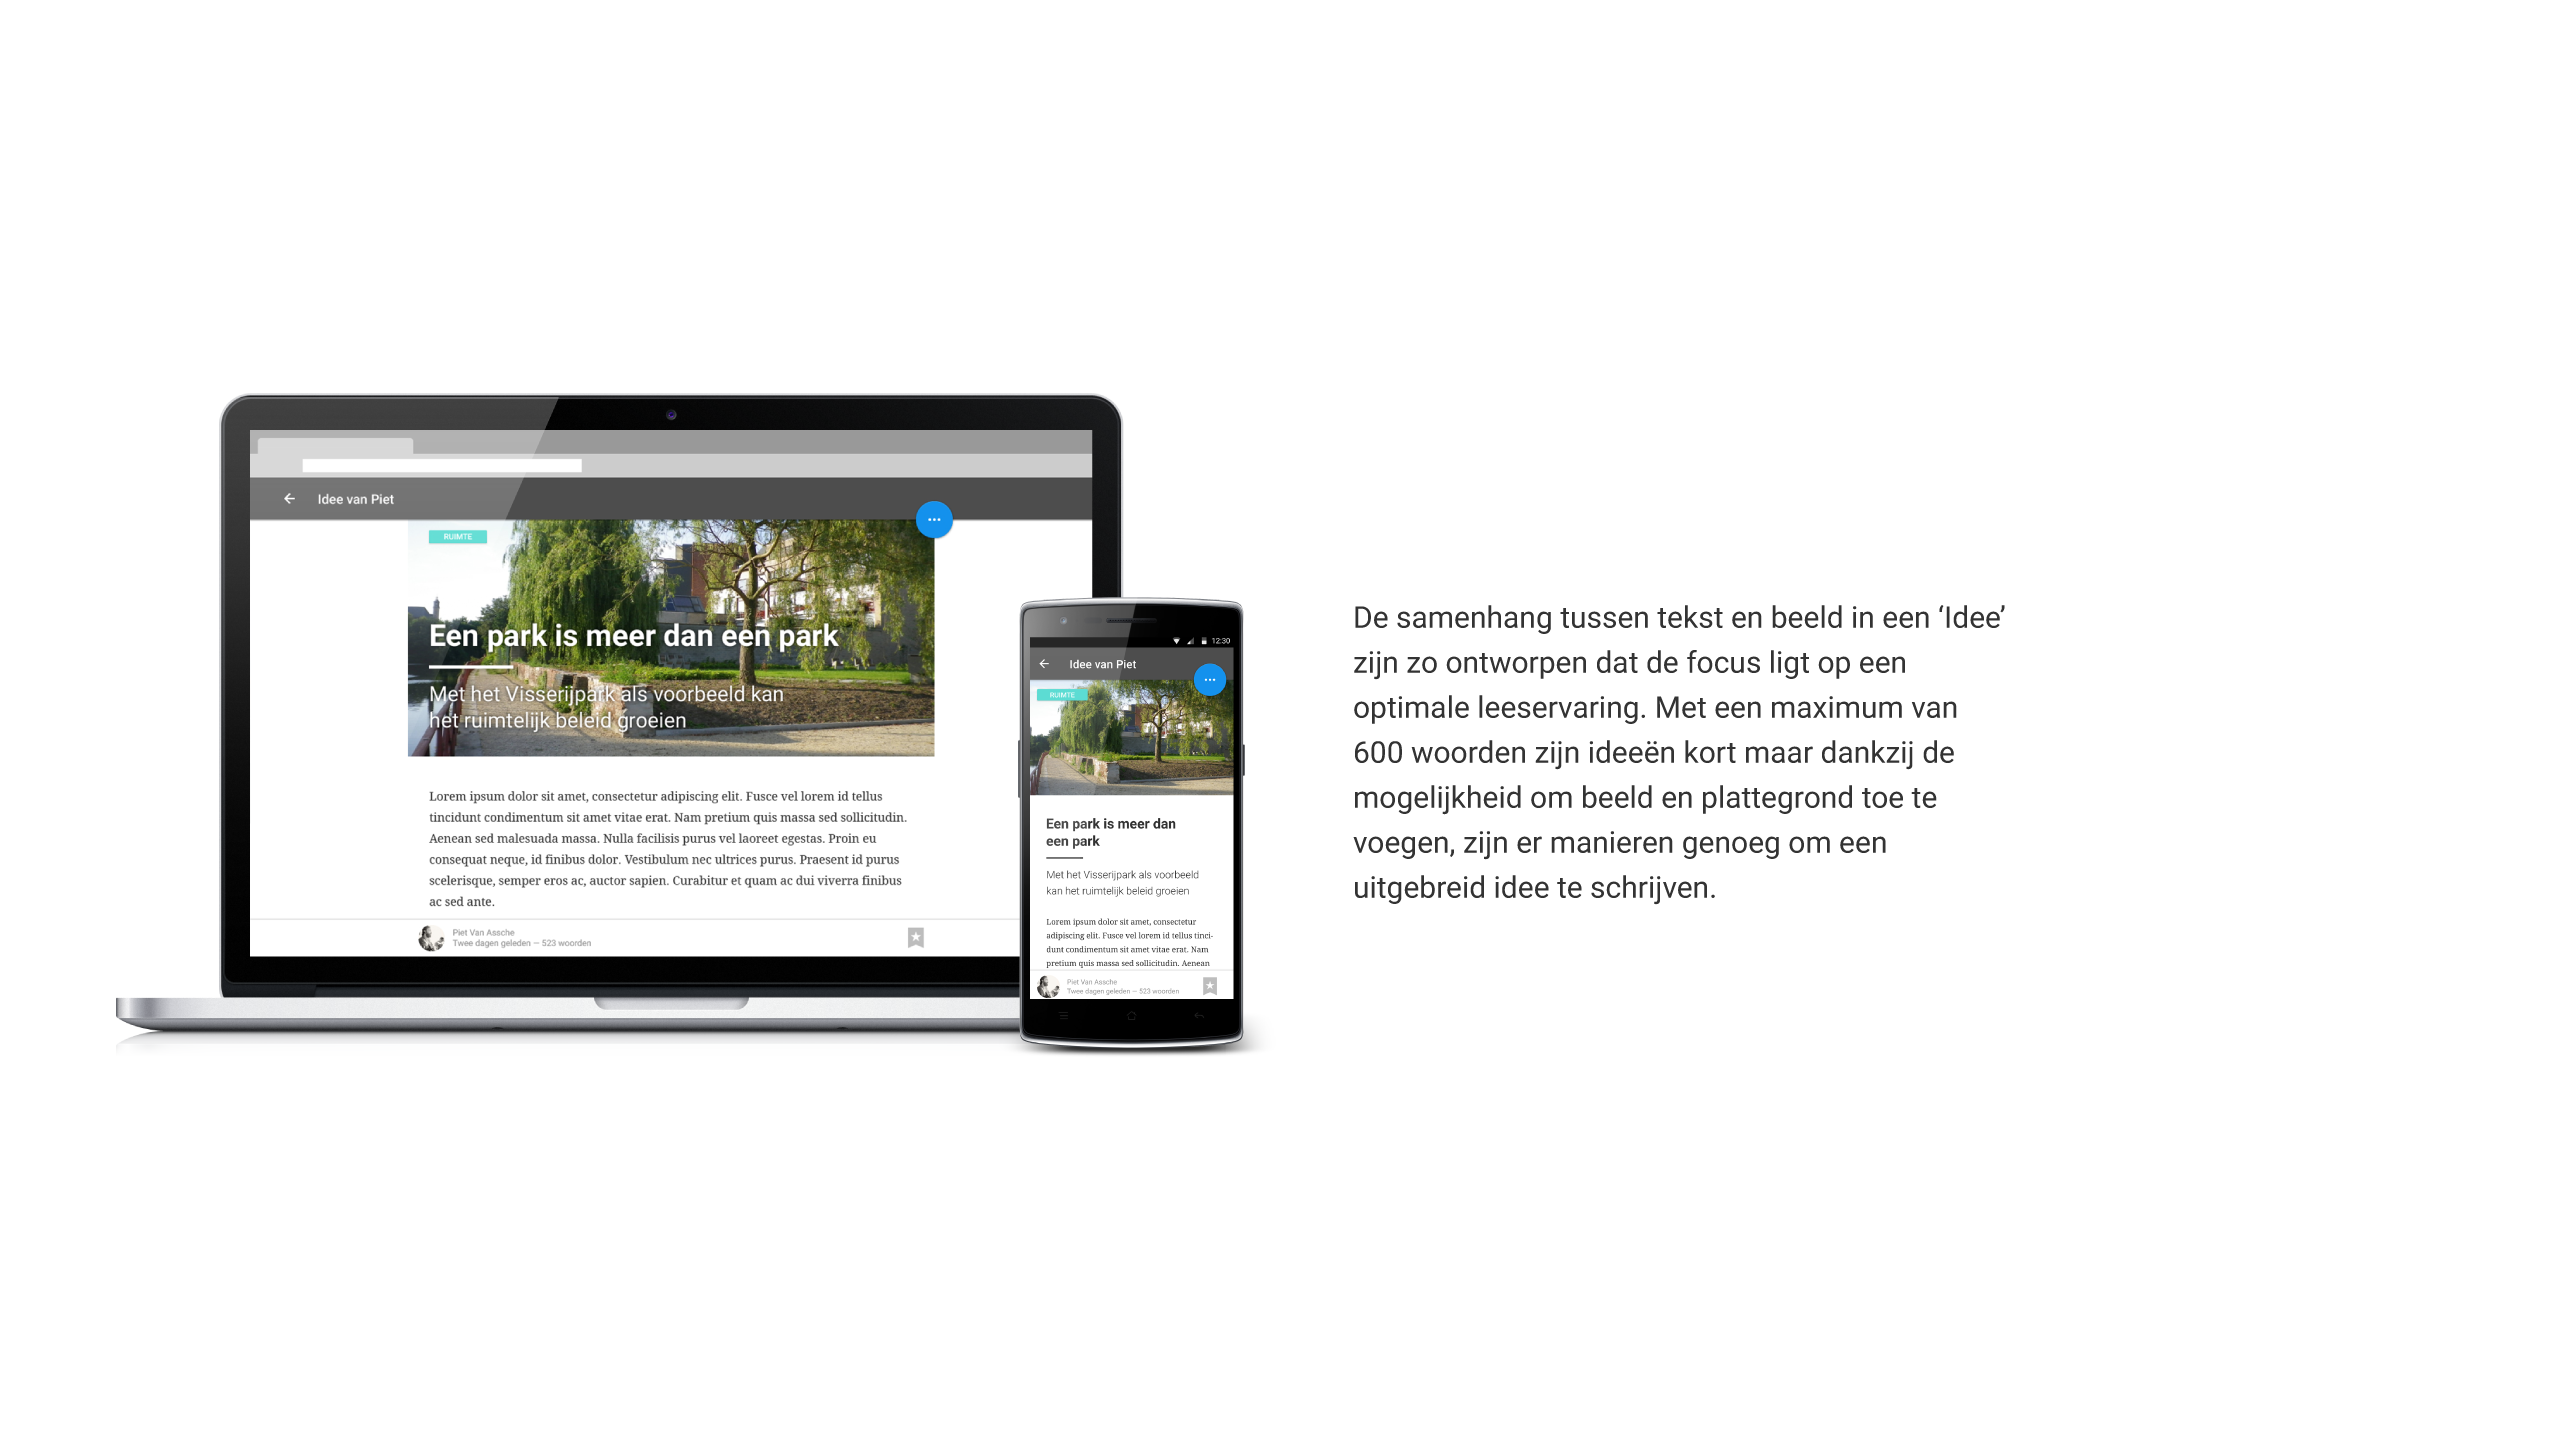 Idee van Piet
RUIMTE
Een park is meer dan een park
Met het Visserijpark als voorbeeld kan
het ruimtelijk beleid groeien
Lorem ipsum dolor sit amet, consectetur adipiscing elit. Fusce vel lorem id tellus
tincidunt condimentum sit amet vitae erat. Nam pretium quis massa sed sollicitudin.
Aenean sed malesuada massa. Nulla facilisis purus vel laoreet egestas. Proin eu
consequat neque, id finibus dolor. Vestibulum nec ultrices purus. Praesent id purus
scelerisque, semper eros ac, auctor sapien. Curabitur et quam ac dui viverra finibus
ac sed ante.
Piet Van Assche
Twee dagen geleden — 523 woorden
12:30
Idee van Piet
RUIMTE
Een park is meer dan
een park
Met het Visserijpark als voorbeeld
kan het ruimtelijk beleid groeien
Lorem ipsum dolor sit amet, consectetur
adipiscing elit. Fusce vel lorem id tellus tinci-
dunt condimentum sit amet vitae erat. Nam
pretium quis massa sed sollicitudin. Aenean
Piet Van Assche
Twee dagen geleden — 523 woorden
De samenhang tussen tekst en beeld in een ‘Idee’
zijn zo ontworpen dat de focus ligt op een
optimale leeservaring. Met een maximum van
600 woorden zijn ideeën kort maar dankzij de
mogelijkheid om beeld en plattegrond toe te
voegen, zijn er manieren genoeg om een
uitgebreid idee te schrijven.